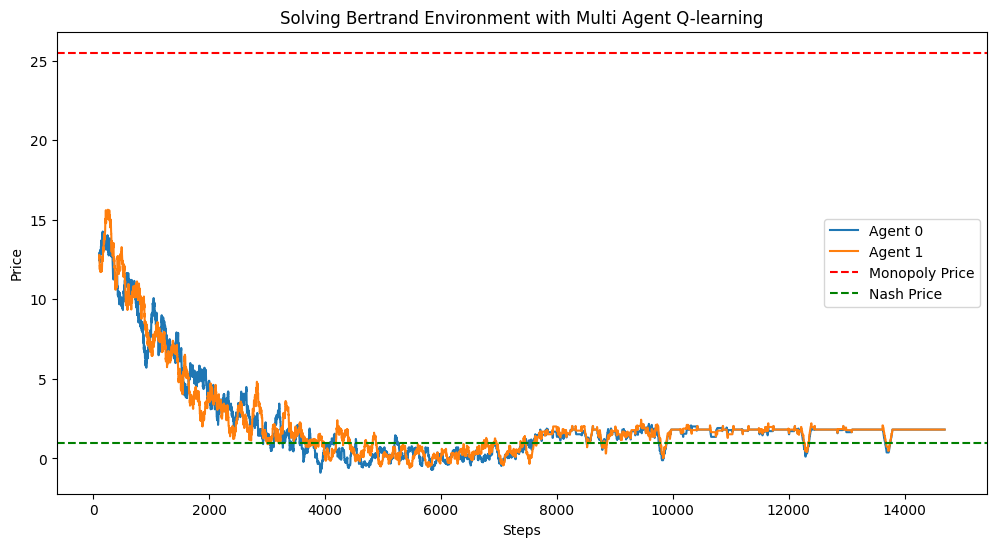 Solving Bertrand Environment with Multi Agent Q-learning
Price
25
20
15
10
5
0
Agent 0
Agent 1
Monopoly Price
Nash Price
0 2000 4000 6000 8000 10000 12000 14000
Steps